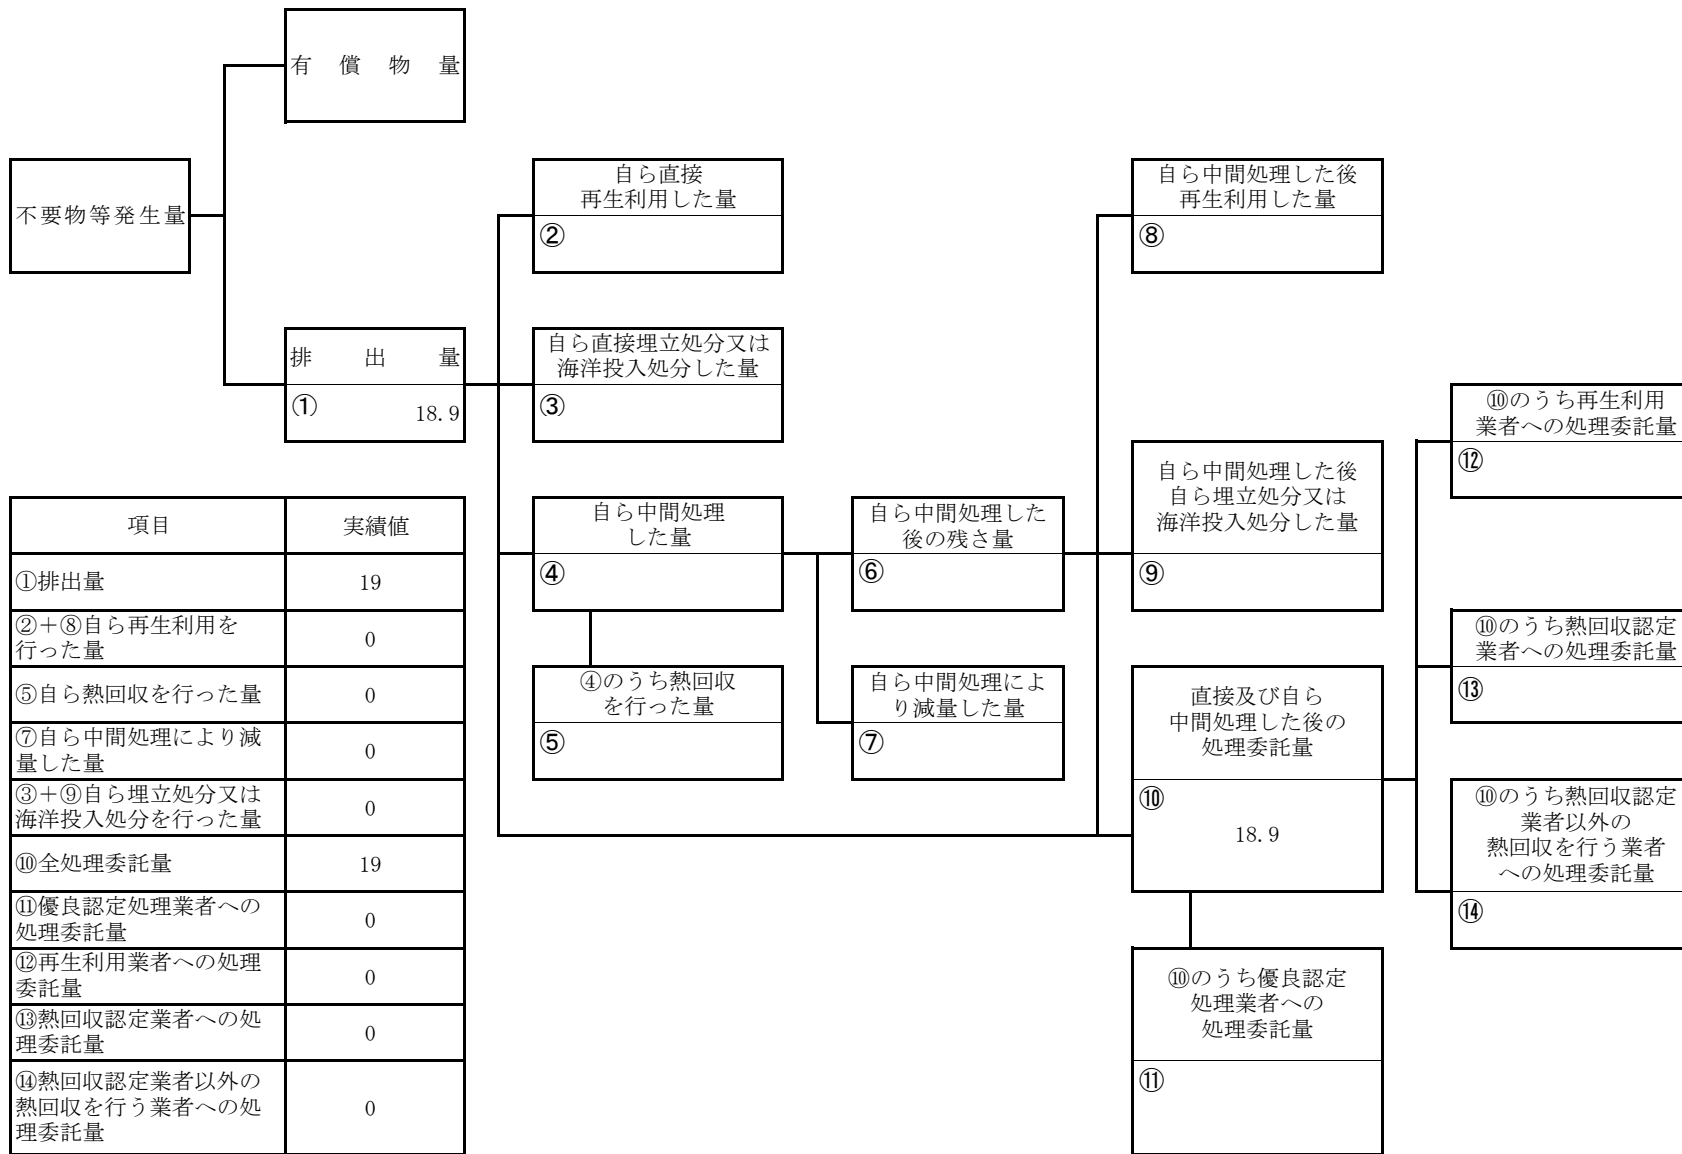 有償物量
不要物等発生量
自ら直接
再生利用した量
②
自ら中間処理した後
再生利用した量
⑧
排出量
① 18.9
自ら直接埋立処分又は
海洋投入処分した量
③
⑩のうち再生利用
業者への処理委託量
⑫
自ら中間処理
した量
④
自ら中間処理した
後の残さ量
⑥
自ら中間処理した後
自ら埋立処分又は
海洋投入処分した量
⑨
⑩のうち熱回収認定
業者への処理委託量
⑬
④のうち熱回収
を行った量
⑤
自ら中間処理によ
り減量した量
⑦
直接及び自ら
中間処理した後の
処理委託量
⑩
18.9
⑩のうち熱回収認定
業者以外の
熱回収を行う業者
への処理委託量
⑭
⑩のうち優良認定
処理業者への
処理委託量
⑪
項目 実績値
①排出量 19
②＋⑧自ら再生利用を
行った量 0
⑤自ら熱回収を行った量 0
⑦自ら中間処理により減
量した量 0
③＋⑨自ら埋立処分又は
海洋投入処分を行った量 0
⑩全処理委託量 19
⑪優良認定処理業者への
処理委託量 0
⑫再生利用業者への処理
委託量 0
⑬熱回収認定業者への処
理委託量 0
⑭熱回収認定業者以外の
熱回収を行う業者への処
理委託量 0